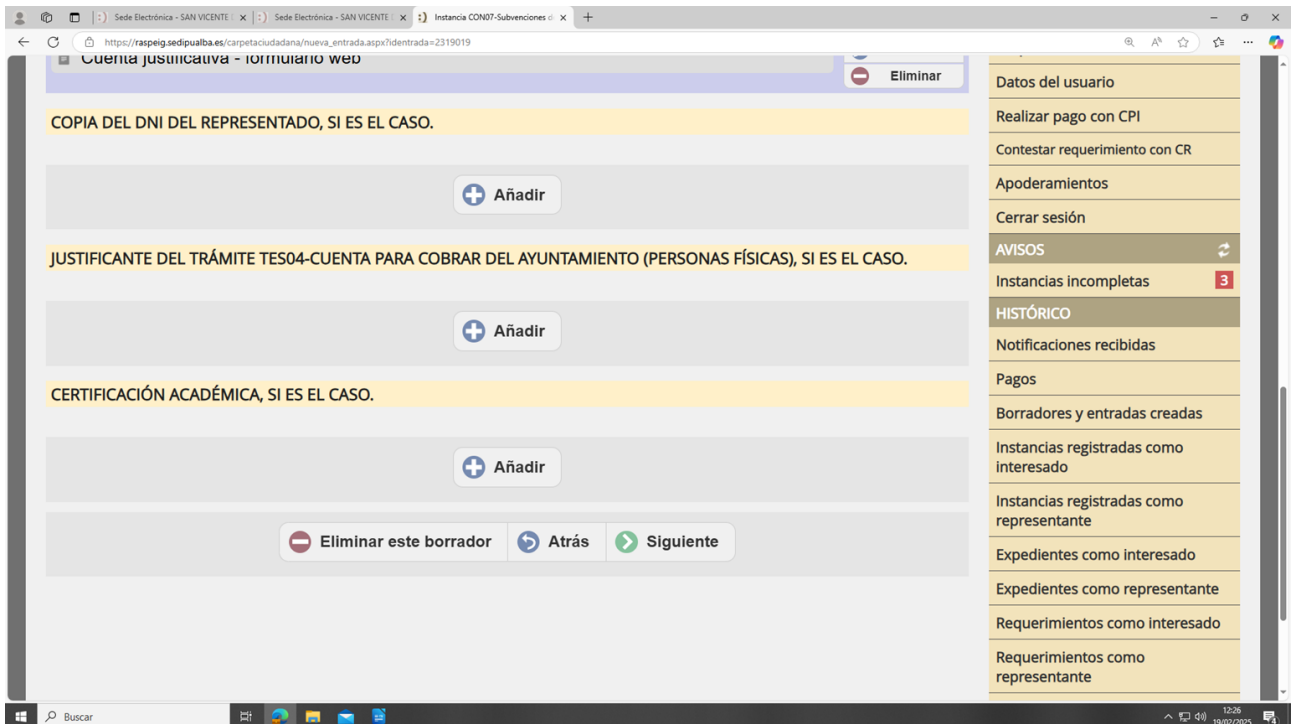 Sede Electrónica - SAN VICENTE
Sede Electrónica - SAN VICENTE
Instancia CON07-Subvenciones d
https://raspeig.sedipualba.es/carpetaciudadana/nueva_entrada.aspx?identrada=2319019
Cuenta justificativa - formulario web
Eliminar
COPIA DEL DNI DEL REPRESENTADO, SI ES EL CASO.
Añadir
JUSTIFICANTE DEL TRÁMITE TES04-CUENTA PARA COBRAR DEL AYUNTAMIENTO (PERSONAS FÍSICAS), SI ES EL CASO.
Añadir
CERTIFICACIÓN ACADÉMICA, SI ES EL CASO.
Añadir
Eliminar este borrador
Atrás
Siguiente
Datos del usuario
Realizar pago con CPI
Contestar requerimiento con CR
Apoderamientos
Cerrar sesión
AVISOS
Instancias incompletas 3
HISTÓRICO
Notificaciones recibidas
Pagos
Borradores y entradas creadas
Instancias registradas como
interesado
Instancias registradas como
representante
Expedientes como interesado
Expedientes como representante
Requerimientos como interesado
Requerimientos como
representante
Buscar
12:26
19/02/2025